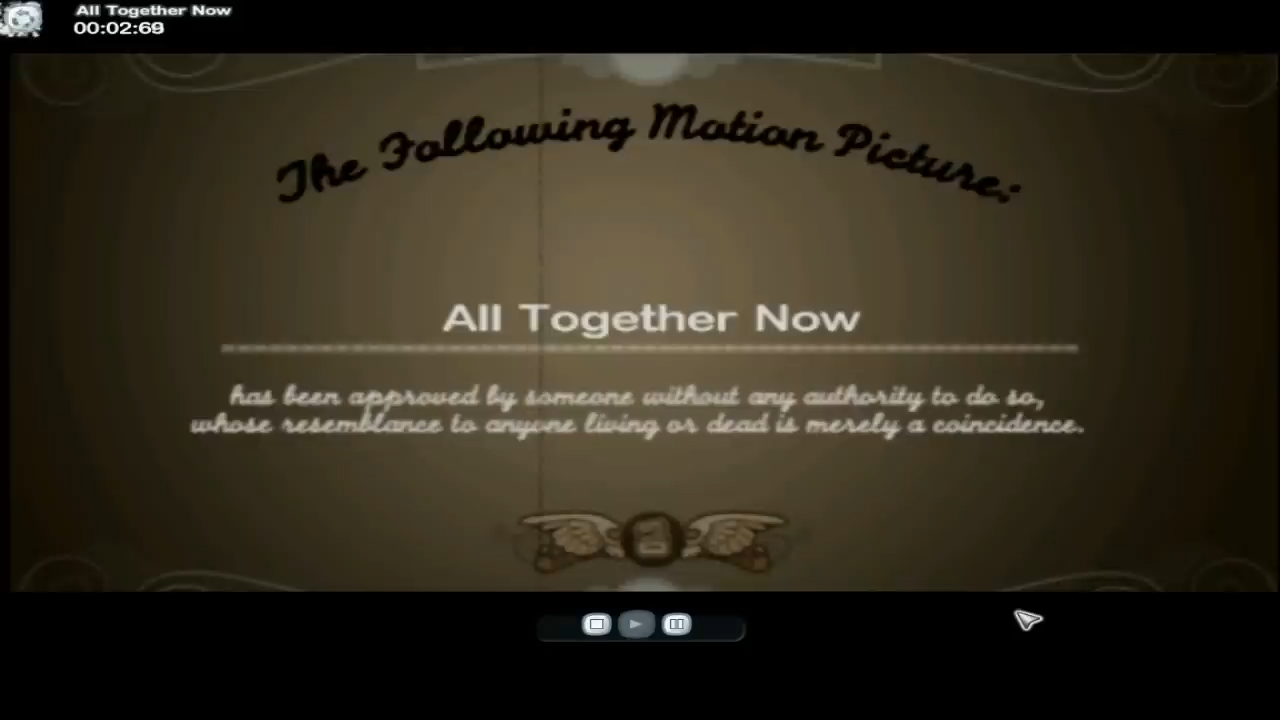 All Together Now
00:02:69
The Following Motion Picture:
All Together Now
has been approved by someone without any authority to do so,
whose resemblance to anyone living or dead is merely a coincidence.